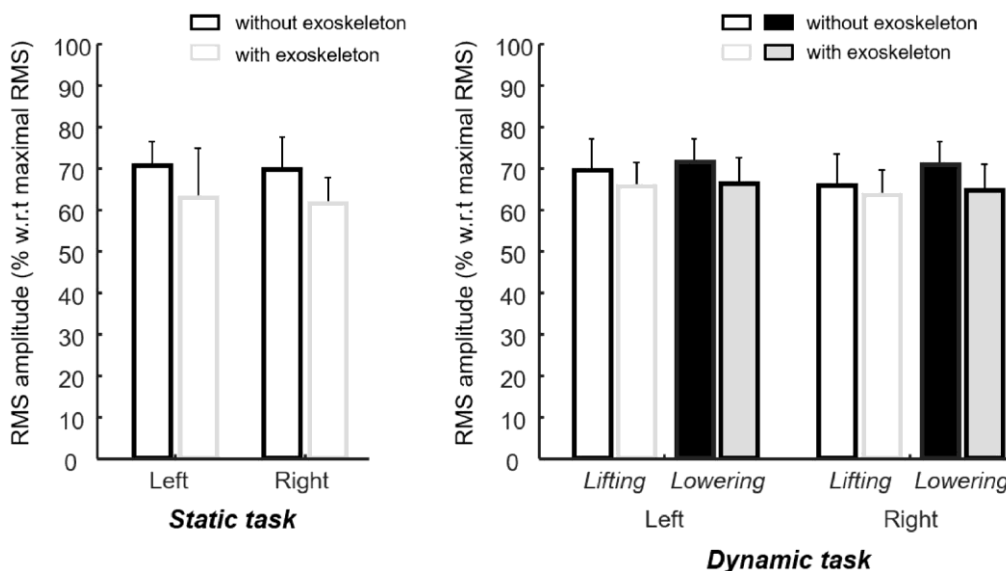 without exoskeleton
with exoskeleton
RMS amplitude (% w.r.t maximal RMS)
100
90
80
70
60
50
40
30
20
10
0
Left Right
Static task
without exoskeleton
with exoskeleton
RMS amplitude (% w.r.t maximal RMS)
100
90
80
70
60
50
40
30
20
10
0
Lifting Lowering Lifting Lowering
Left Right
Dynamic task